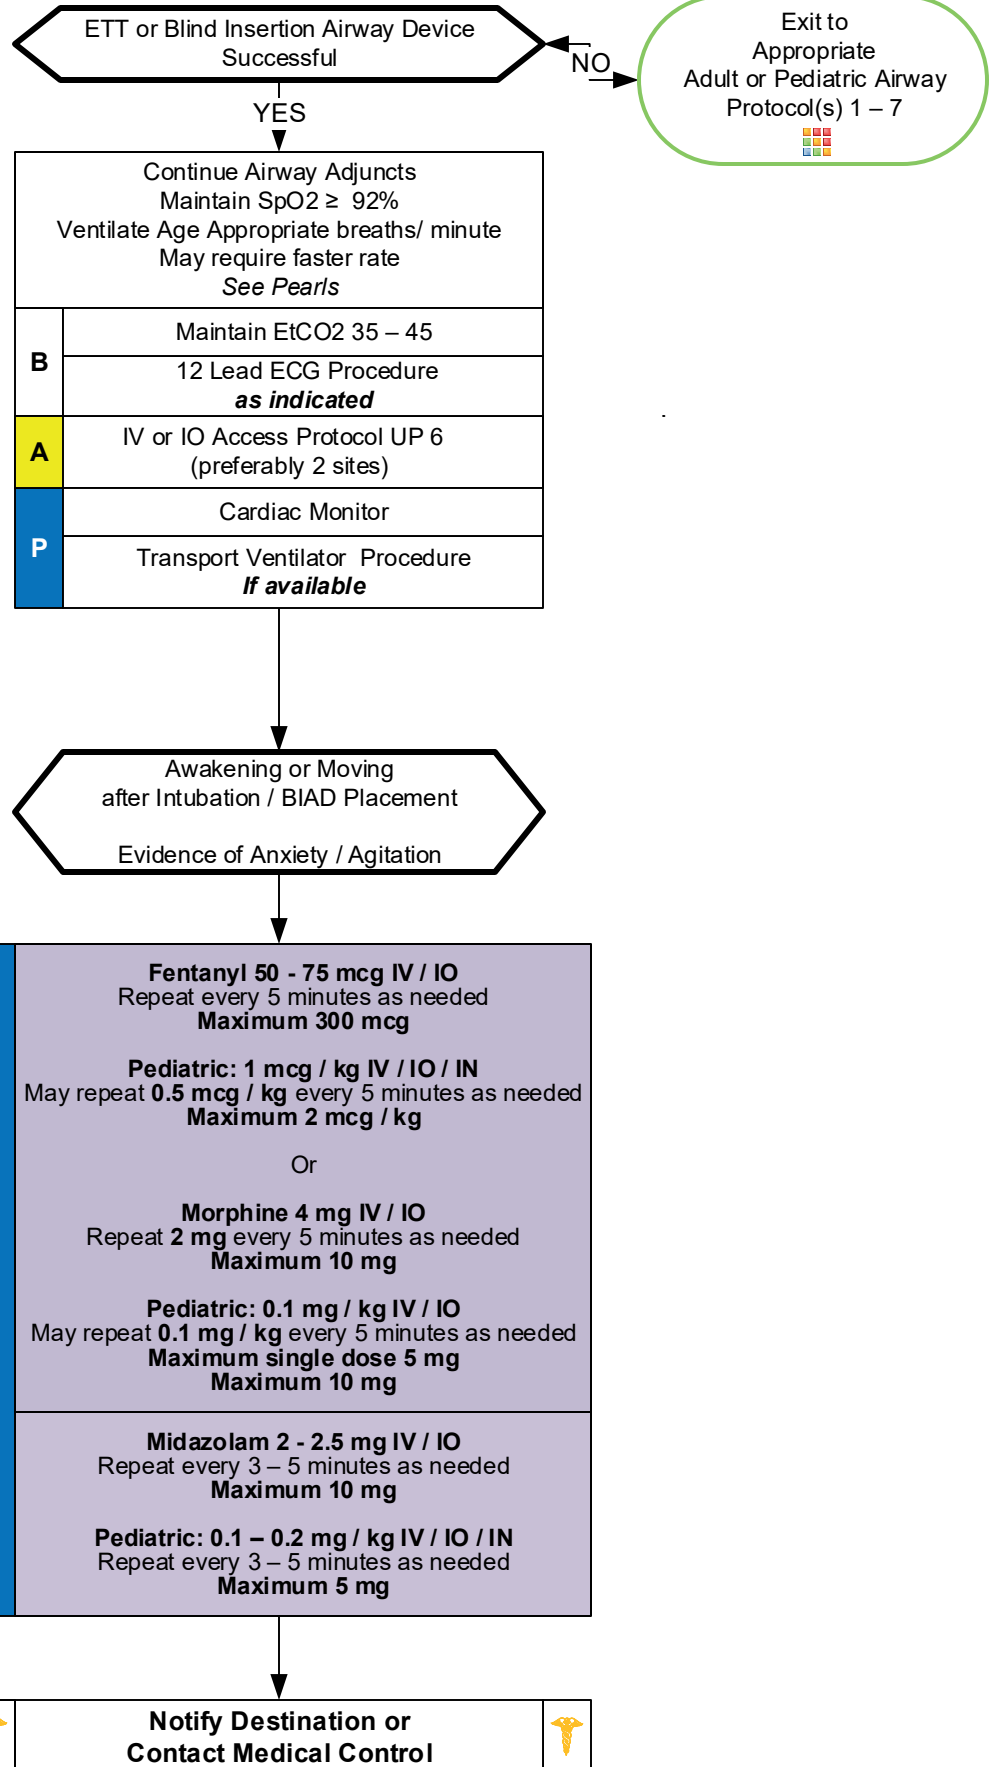 ETT or Blind Insertion Airway Device
Successful
NO
Exit to
Appropriate
Adult or Pediatric Airway
Protocol(s) 1 – 7
YES
Continue Airway Adjuncts
Maintain SpO2 ≥ 92%
Ventilate Age Appropriate breaths/ minute
May require faster rate
See Pearls
B
Maintain EtCO2 35 – 45
12 Lead ECG Procedure
as indicated
A
IV or IO Access Protocol UP 6
(preferably 2 sites)
P
Cardiac Monitor
Transport Ventilator Procedure
If available
Awakening or Moving
after Intubation / BIAD Placement
Evidence of Anxiety / Agitation
Fentanyl 50 - 75 mcg IV / IO
Repeat every 5 minutes as needed
Maximum 300 mcg
Pediatric: 1 mcg / kg IV / IO / IN
May repeat 0.5 mcg / kg every 5 minutes as needed
Maximum 2 mcg / kg
Or
Morphine 4 mg IV / IO
Repeat 2 mg every 5 minutes as needed
Maximum 10 mg
Pediatric: 0.1 mg / kg IV / IO
May repeat 0.1 mg / kg every 5 minutes as needed
Maximum single dose 5 mg
Maximum 10 mg
Midazolam 2 - 2.5 mg IV / IO
Repeat every 3 – 5 minutes as needed
Maximum 10 mg
Pediatric: 0.1 – 0.2 mg / kg IV / IO / IN
Repeat every 3 – 5 minutes as needed
Maximum 5 mg
Notify Destination or
Contact Medical Control